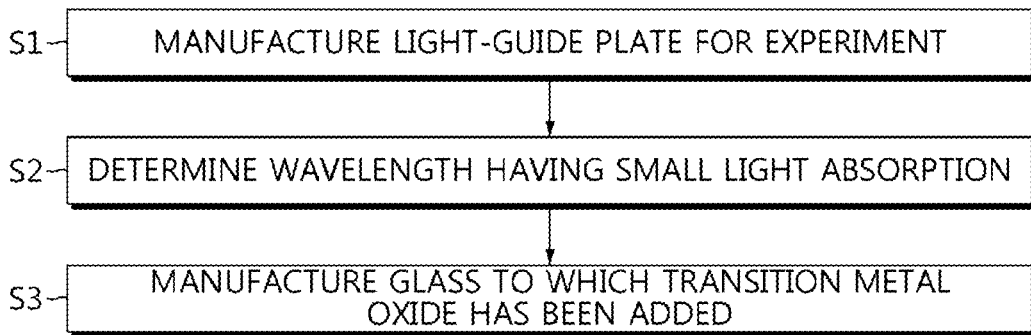 S1 MANUFACTURE LIGHT-GUIDE PLATE FOR EXPERIMENT
S2 DETERMINE WAVELENGTH HAVING SMALL LIGHT ABSORPTION
S3 MANUFACTURE GLASS TO WHICH TRANSITION METAL
OXIDE HAS BEEN ADDED